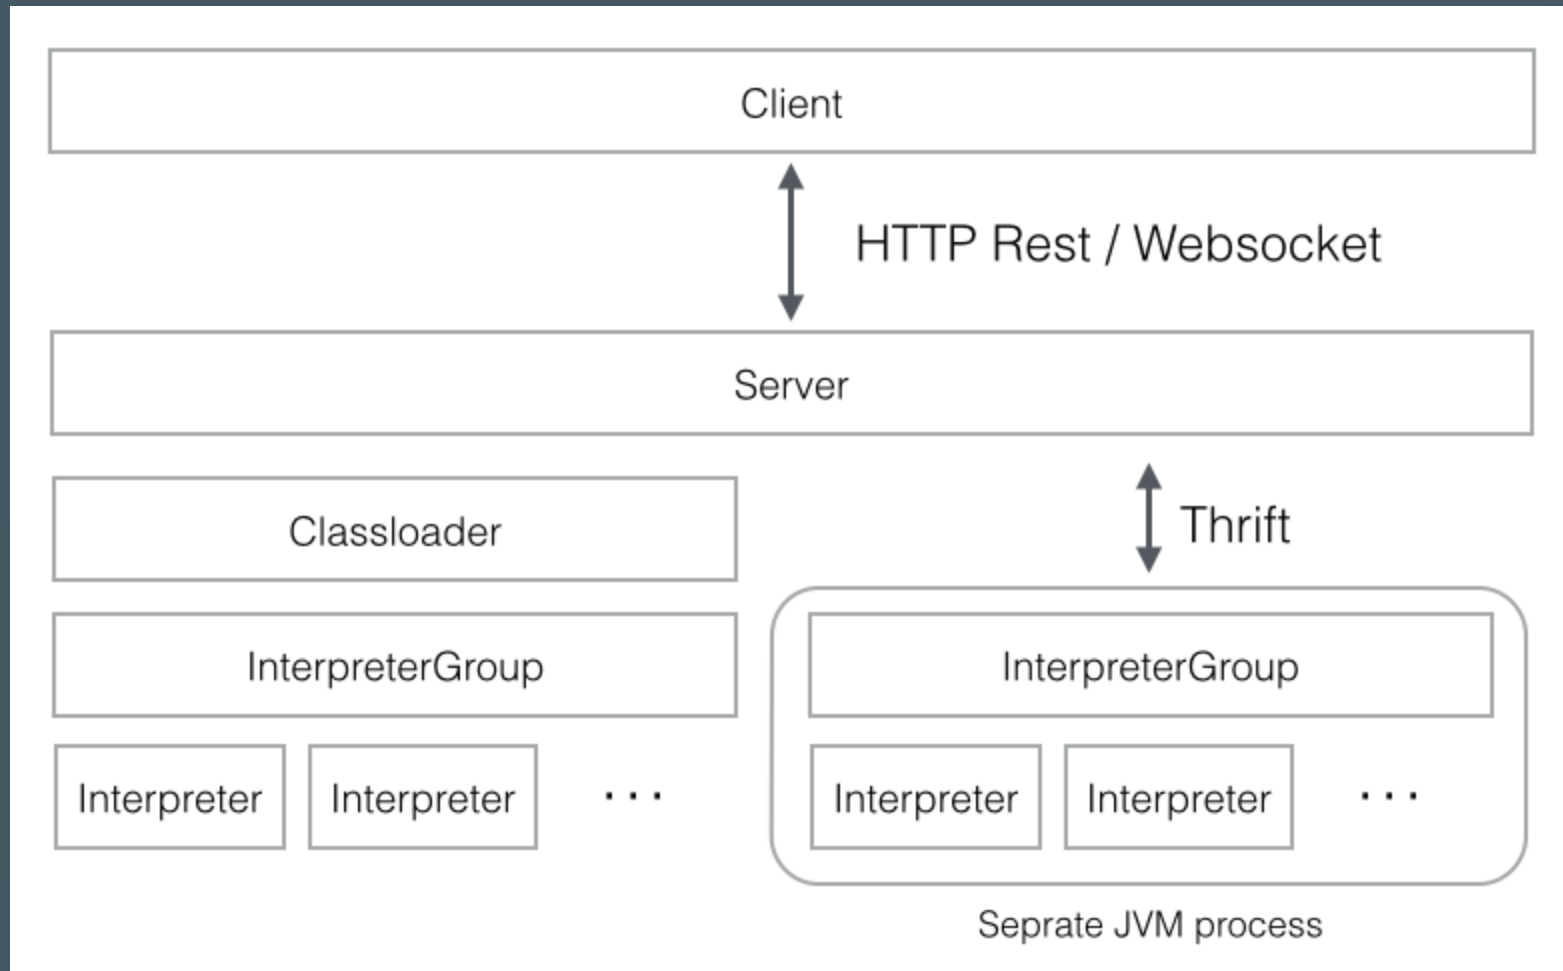 Client
HTTP Rest / Websocket
Server
Classloader
Thrift
InterpreterGroup
InterpreterGroup
Interpreter
Interpreter
...
Interpreter
Interpreter
...
Seprate JVM process